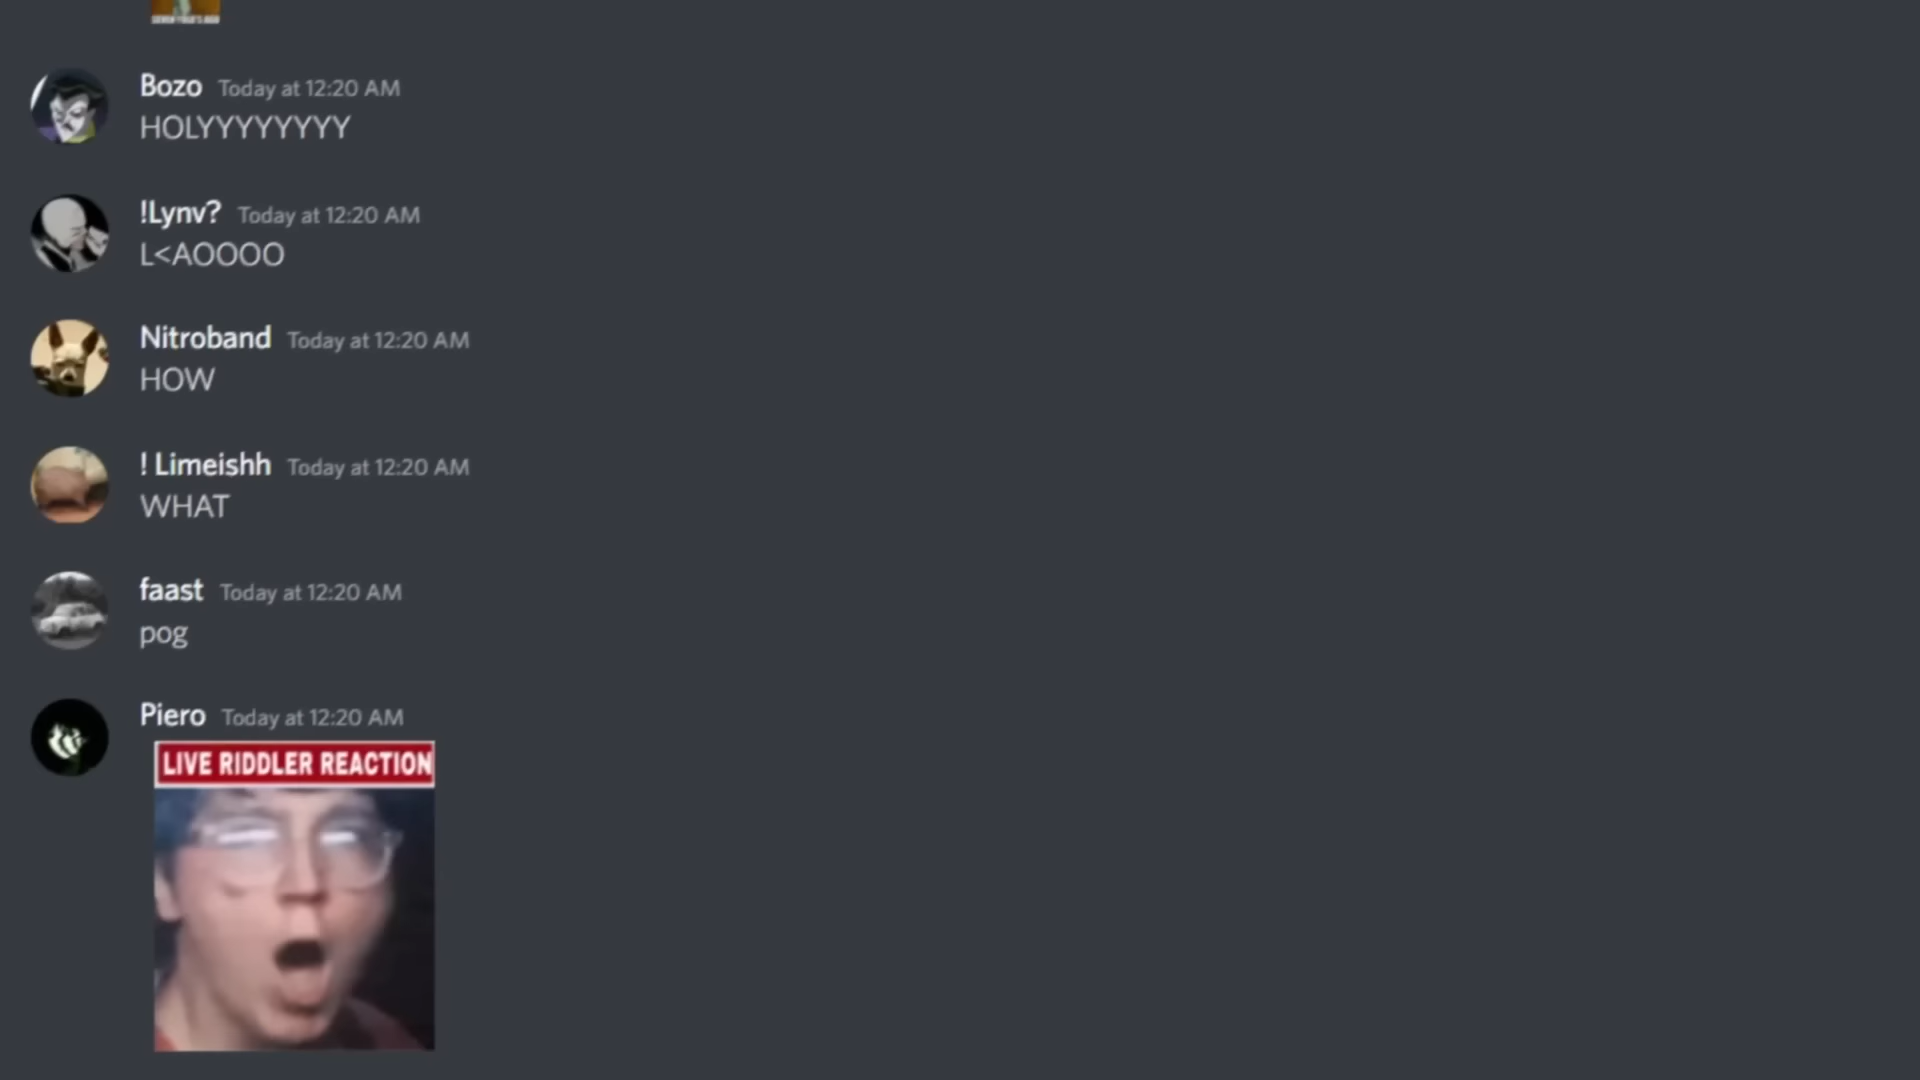 Bozo Today at 12:20 AM
HOLYYYYYYYY
!Lynv? Today at 12:20 AM
L<AOOOO
Nitroband Today at 12:20 AM
HOW
! Limeishh Today at 12:20 AM
WHAT
faast Today at 12:20 AM
pog
Piero Today at 12:20 AM
LIVE RIDDLER REACTION